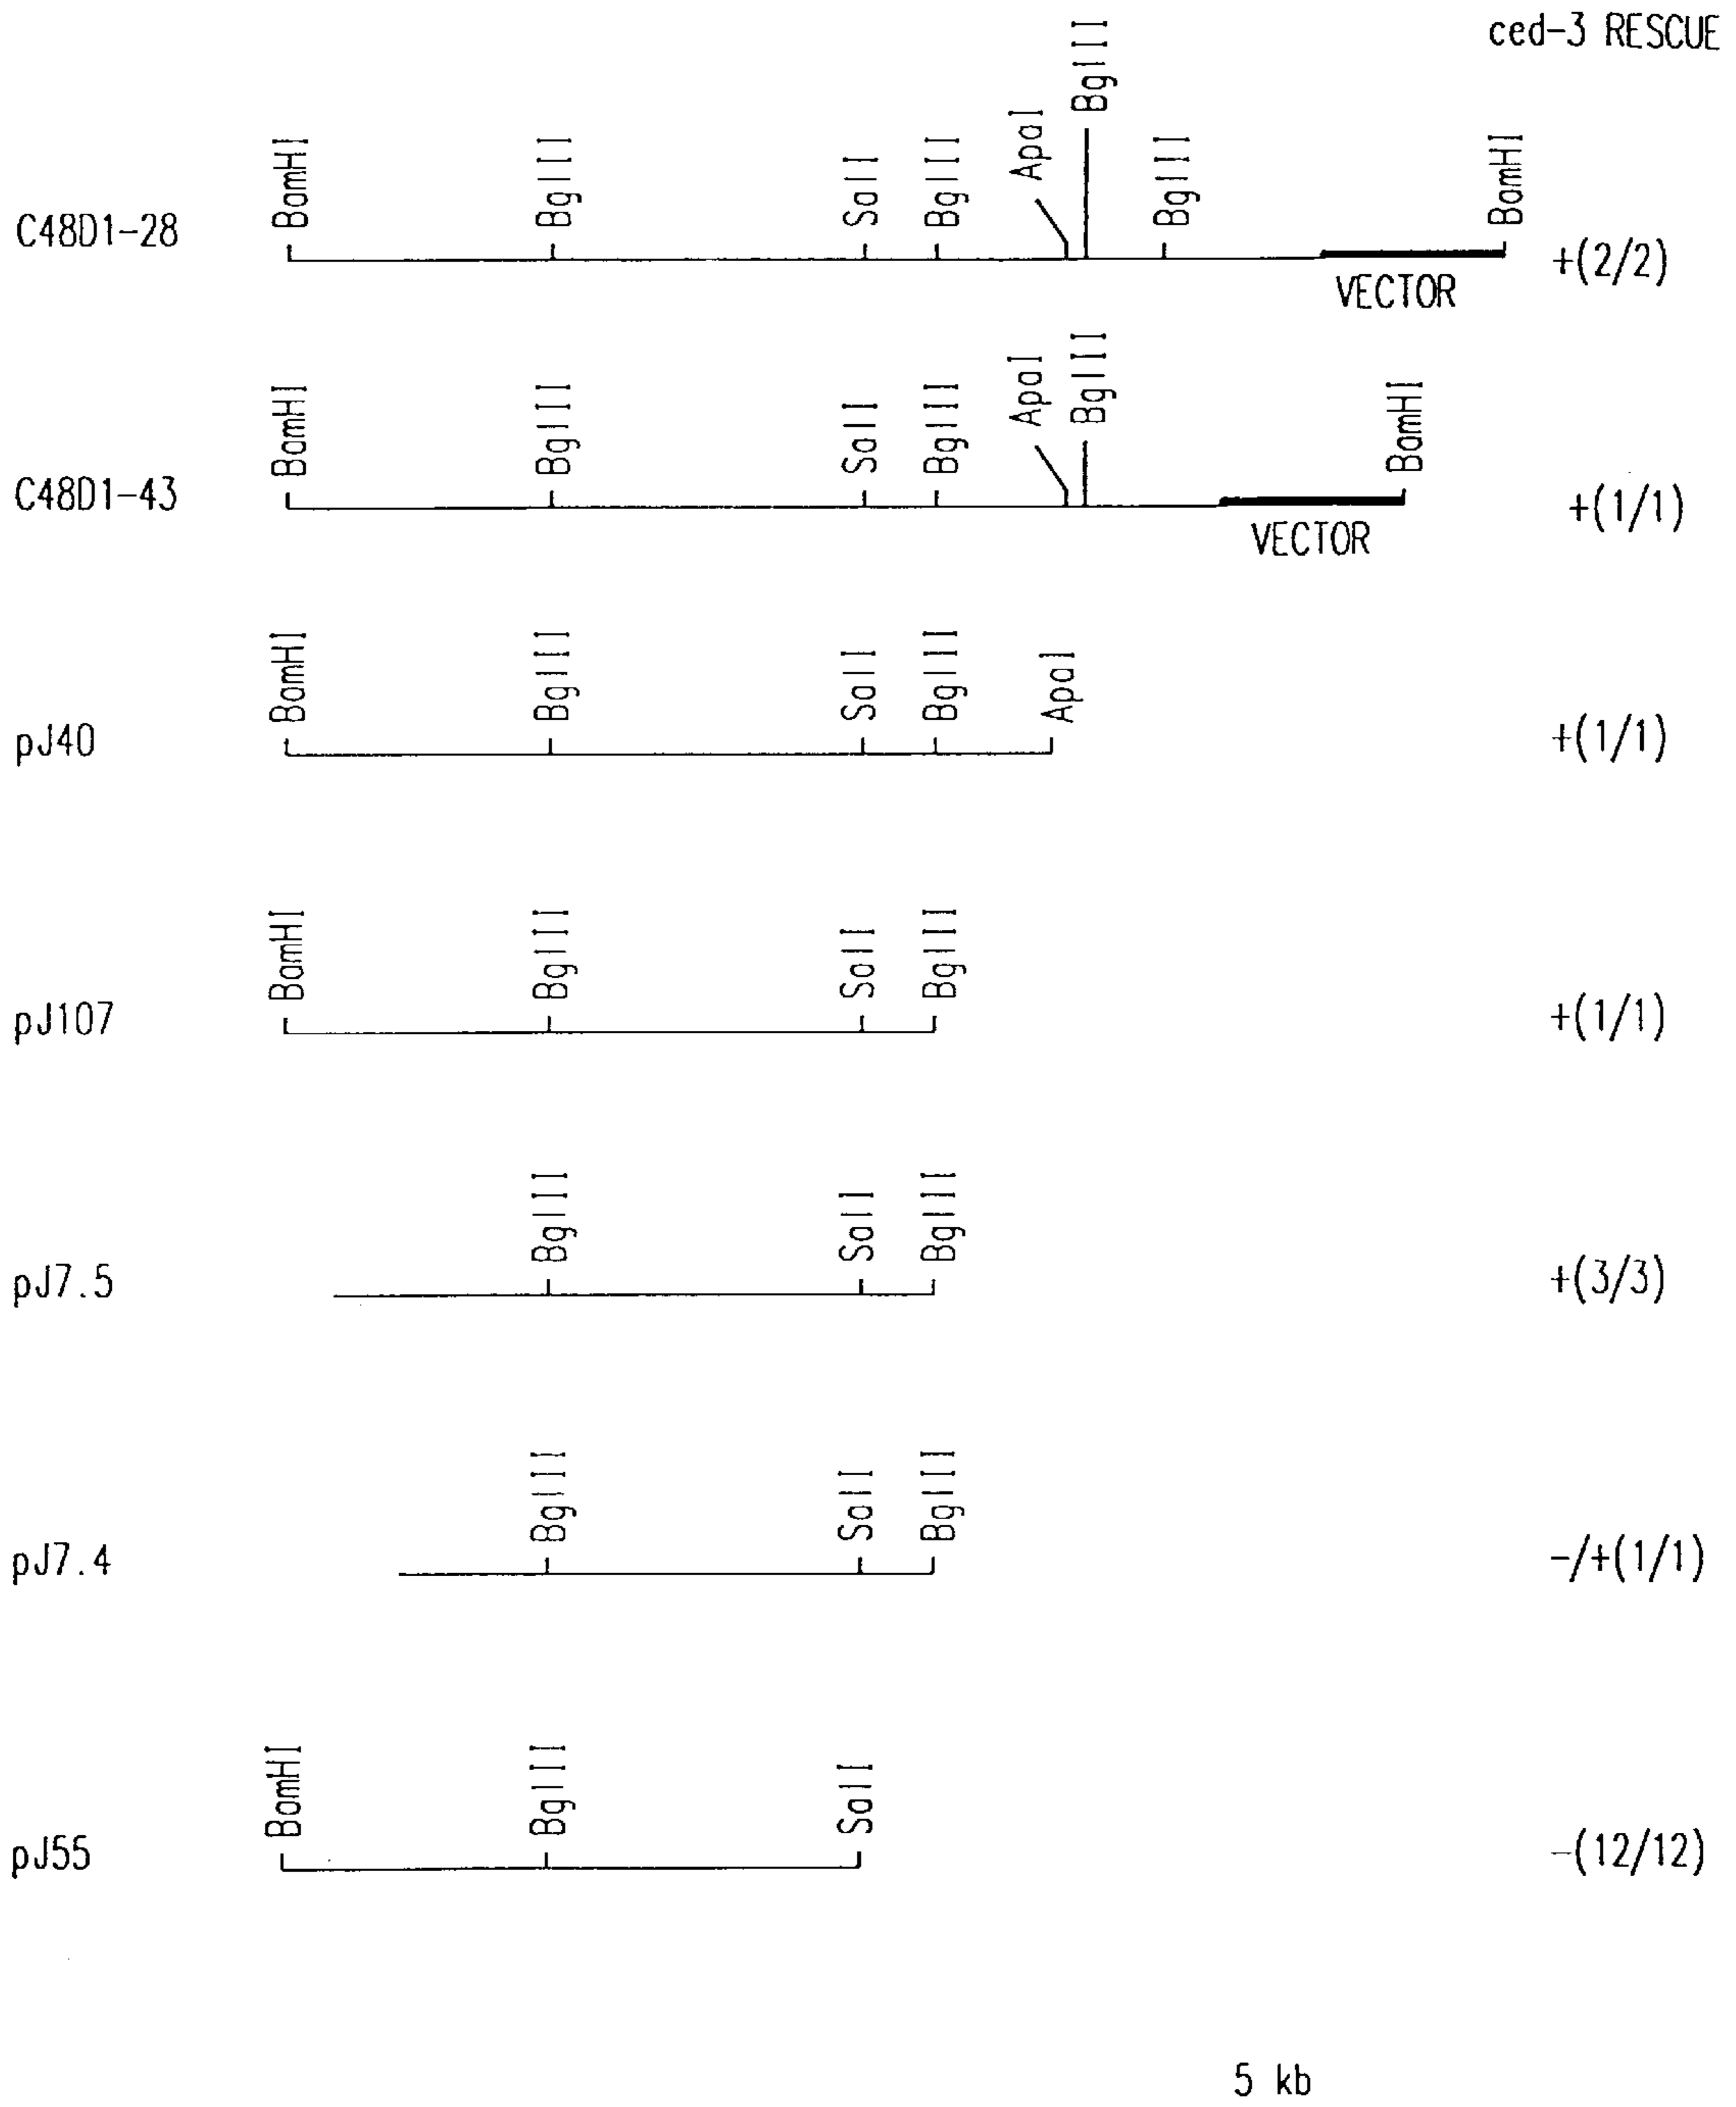 ced-3 RESCUE
C48D1-28
BamHI
BglII
SalI
BglII
ApaI
BglII
BglII
BamHI
VECTOR
+(2/2)
C48D1-43
BamHI
BglII
SalI
BglII
ApaI
BglII
BamHI
VECTOR
+(1/1)
pJ40
BamHI
BglII
SalI
BglII
ApaI
+(1/1)
pJ107
BamHI
BglII
SalI
BglII
+(1/1)
pJ7.5
BglII
SalI
BglII
+(3/3)
pJ7.4
BglII
SalI
BglII
-/+(1/1)
pJ55
BamHI
BglII
SalI
-(12/12)
5 kb